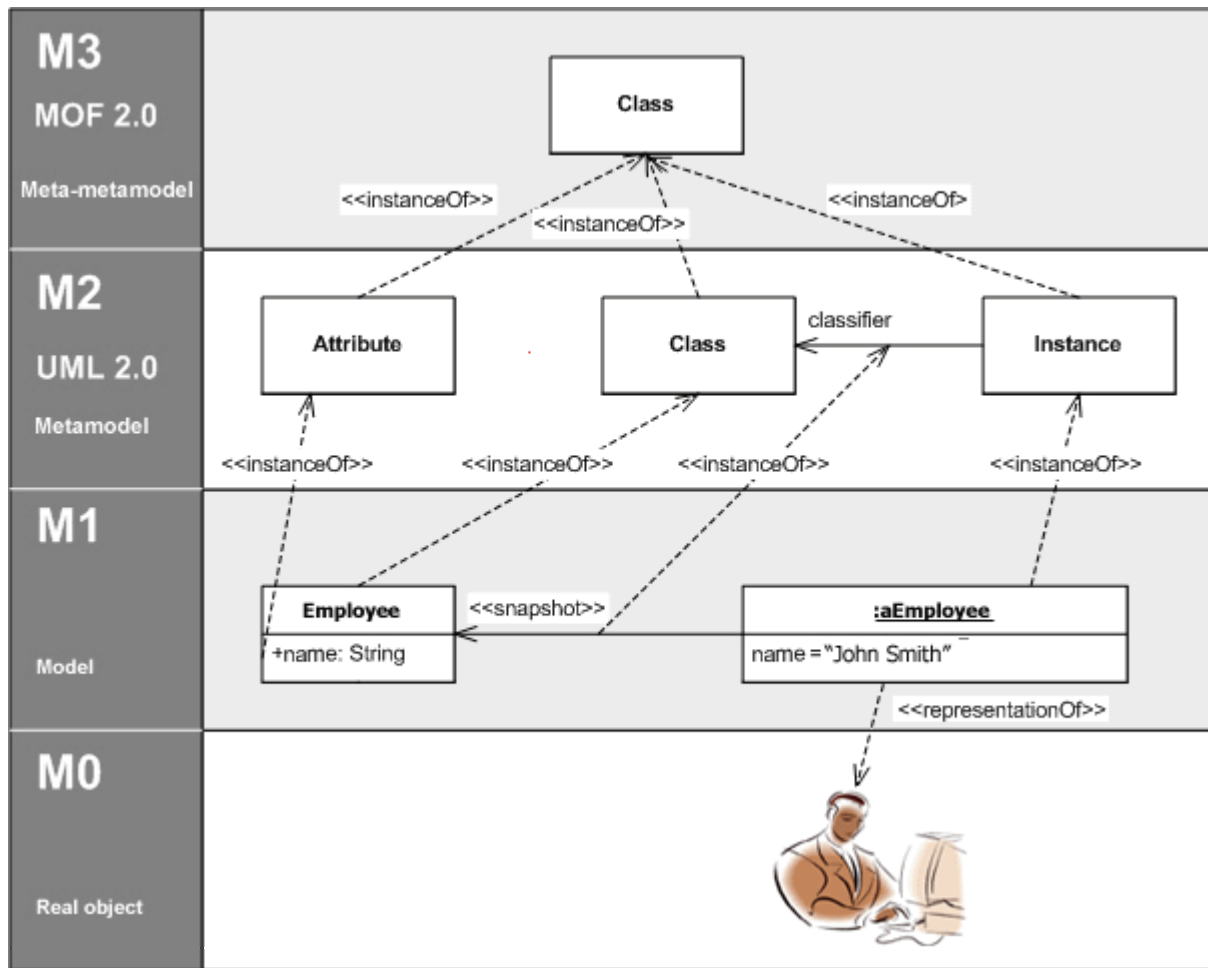 M3
MOF 2.0
Meta-metamodel
Class
<<instanceOf>>
<<instanceOf>>
<<instanceOf>
M2
UML 2.0
Metamodel
Attribute
Class
classifier
Instance
<<instanceOf>>
<<instanceOf>>
<<instanceOf>>
<<instanceOf>>
M1
Model
Employee
+name: String
<<snapshot>>
:aEmployee
name = “John Smith”
<<representationOf>>
M0
Real object